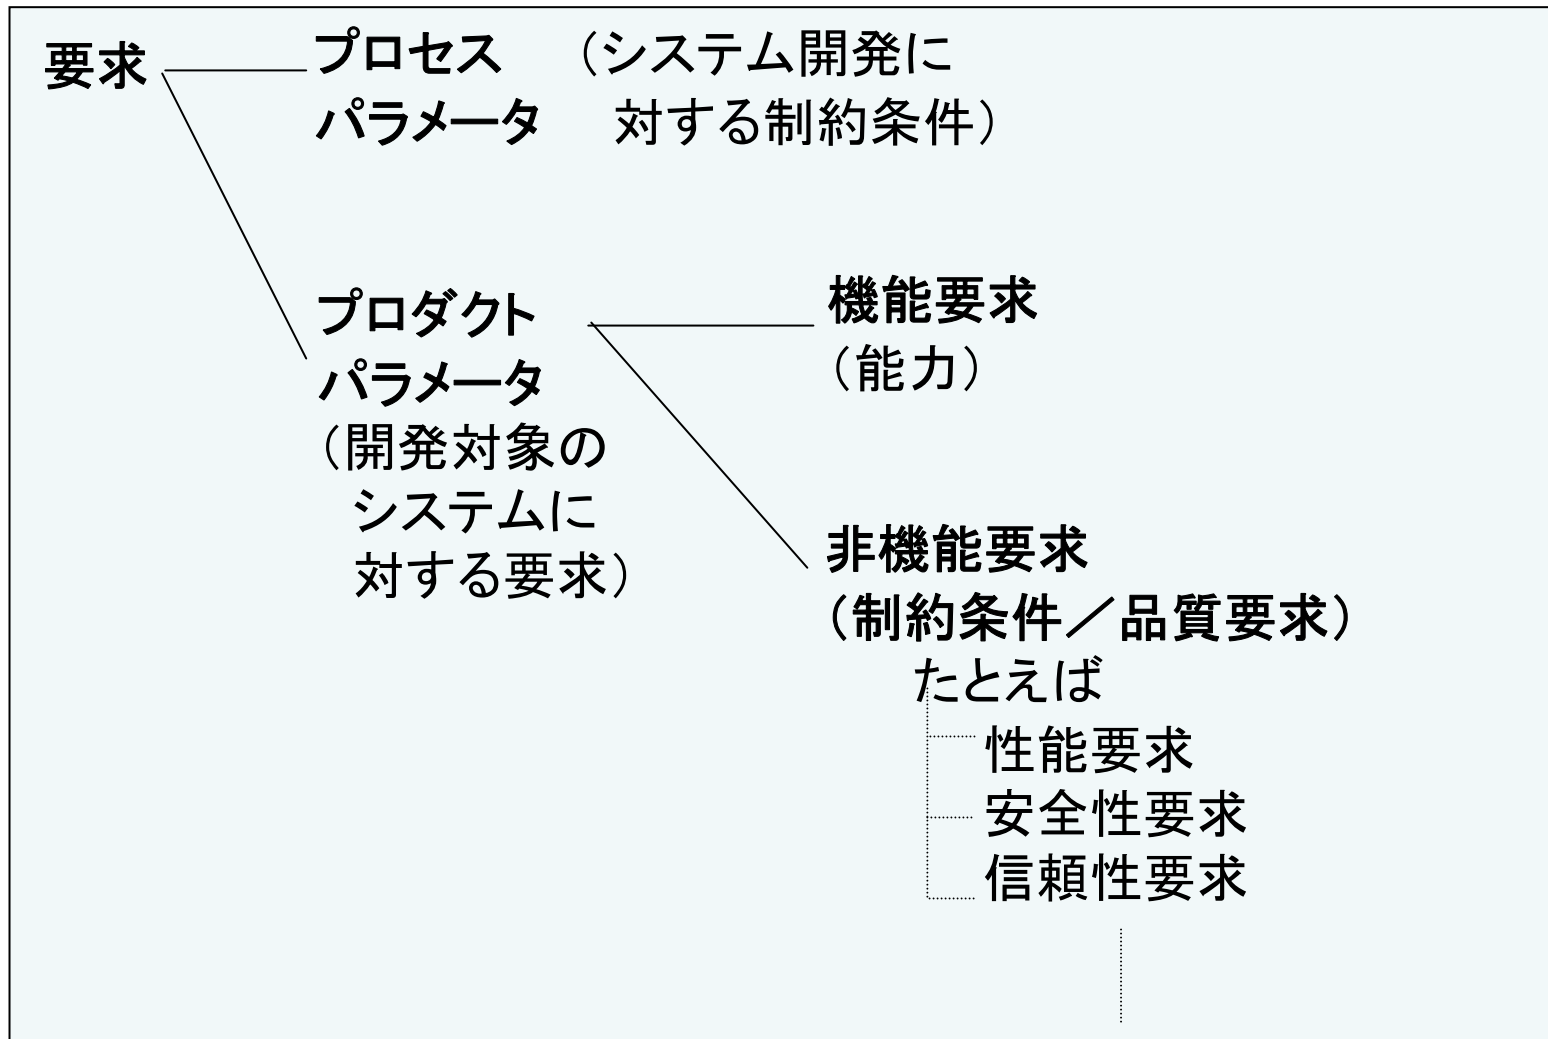 要求
プロセス （システム開発に
パラメータ 対する制約条件）
プロダクト
パラメータ
（開発対象の
システムに
対する要求）
機能要求
（能力）
非機能要求
（制約条件／品質要求）
たとえば
性能要求
安全性要求
信頼性要求